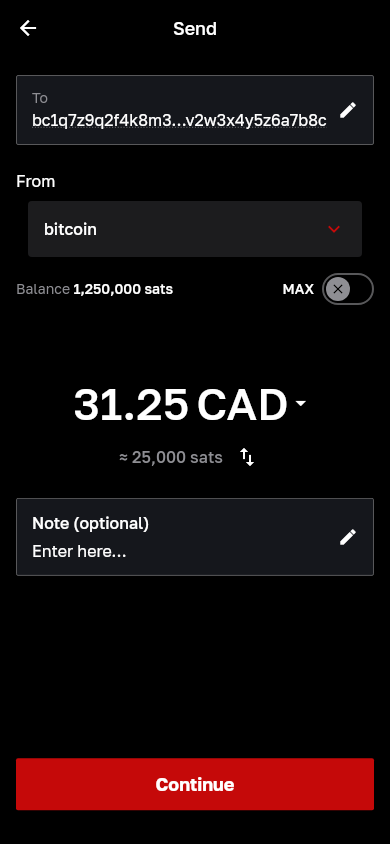 Send
To
bc1q7z9q2f4k8m3...v2w3x4y5z6a7b8c
From
bitcoin
Balance 1,250,000 sats MAX
31.25 CAD
≈ 25,000 sats
Note (optional)
Enter here...
Continue